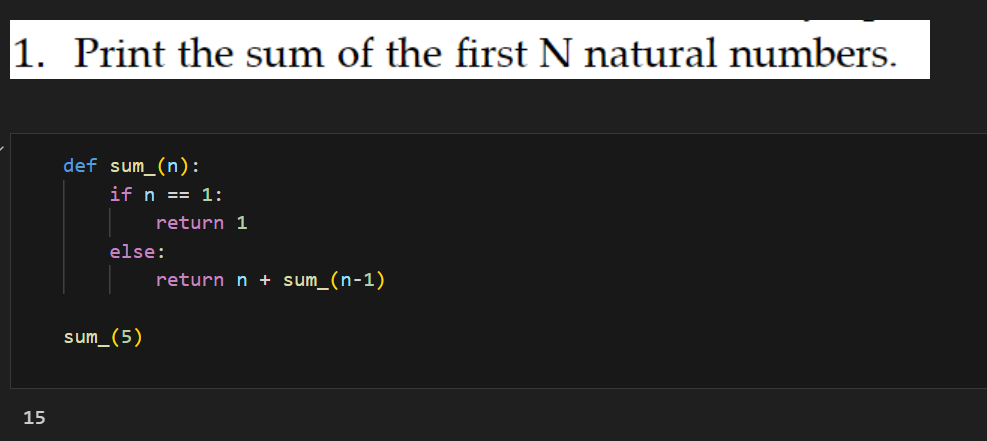 1. Print the sum of the first N natural numbers.
def sum_(n):
    if n == 1:
        return 1
    else:
        return n + sum_(n-1)
sum_(5)
15